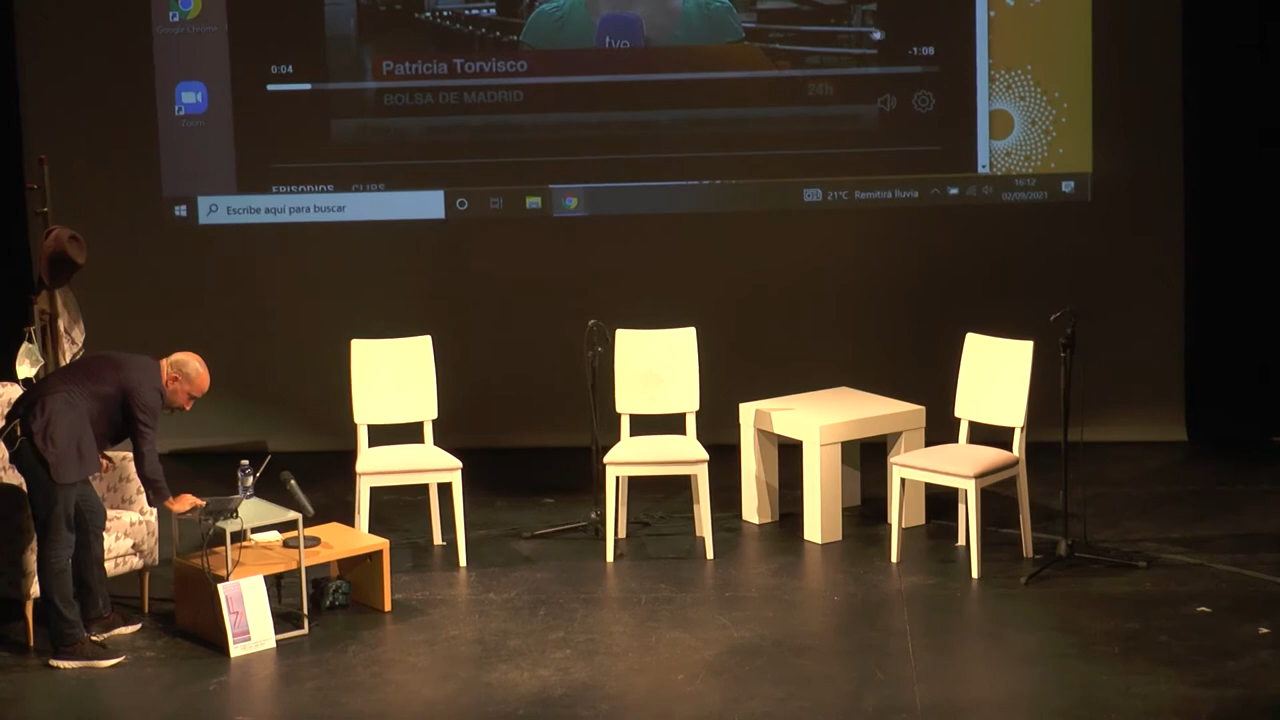 Google Chrome
Zoom
tve
0:04
-1:08
Patricia Torvisco
BOLSA DE MADRID
24h
EPISODIOS CLIPS
Escribe aquí para buscar
21°C Remitirá lluvia
16:12
02/09/2021